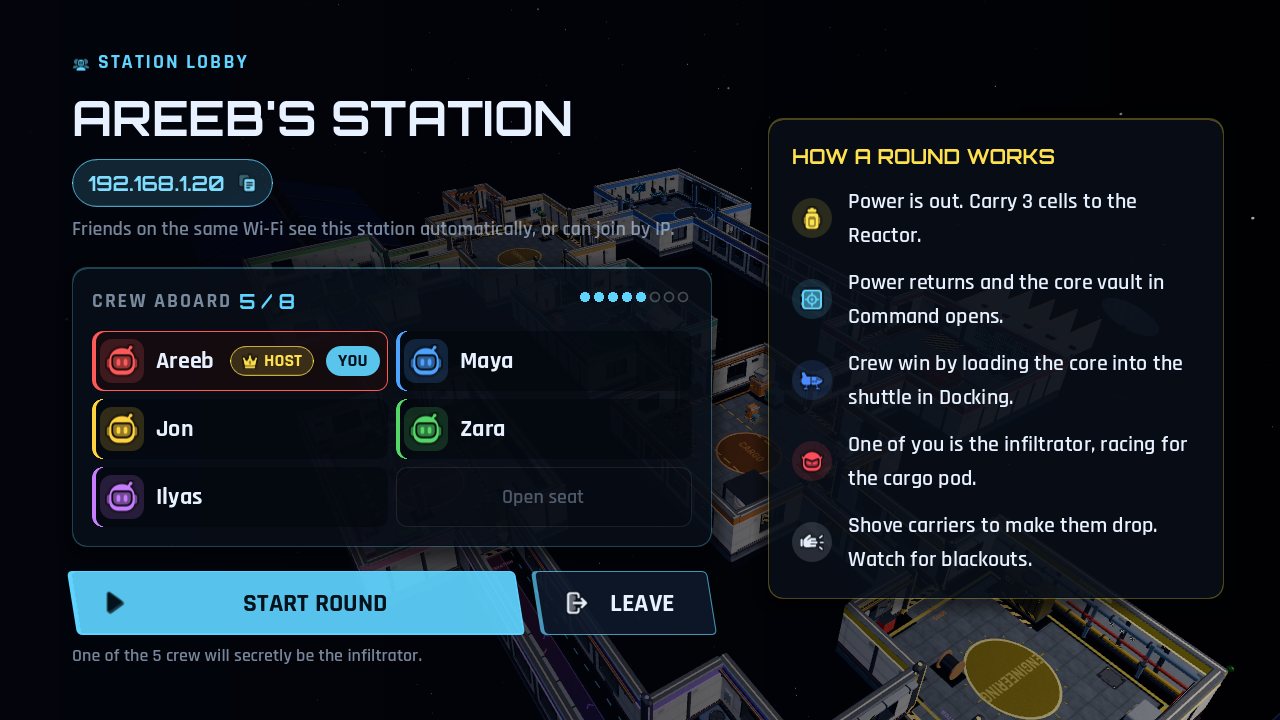 STATION LOBBY
AREEB'S STATION
192.168.1.20
Friends on the same Wi-Fi see this station automatically, or can join by IP.
CREW ABOARD 5 / 8
Areeb HOST YOU
Maya
Jon
Zara
Ilyas
Open seat
START ROUND
LEAVE
One of the 5 crew will secretly be the infiltrator.
HOW A ROUND WORKS
Power is out. Carry 3 cells to the
Reactor.
Power returns and the core vault in
Command opens.
Crew win by loading the core into the
shuttle in Docking.
One of you is the infiltrator, racing for
the cargo pod.
Shove carriers to make them drop.
Watch for blackouts.
CARGO
ENGINEERING